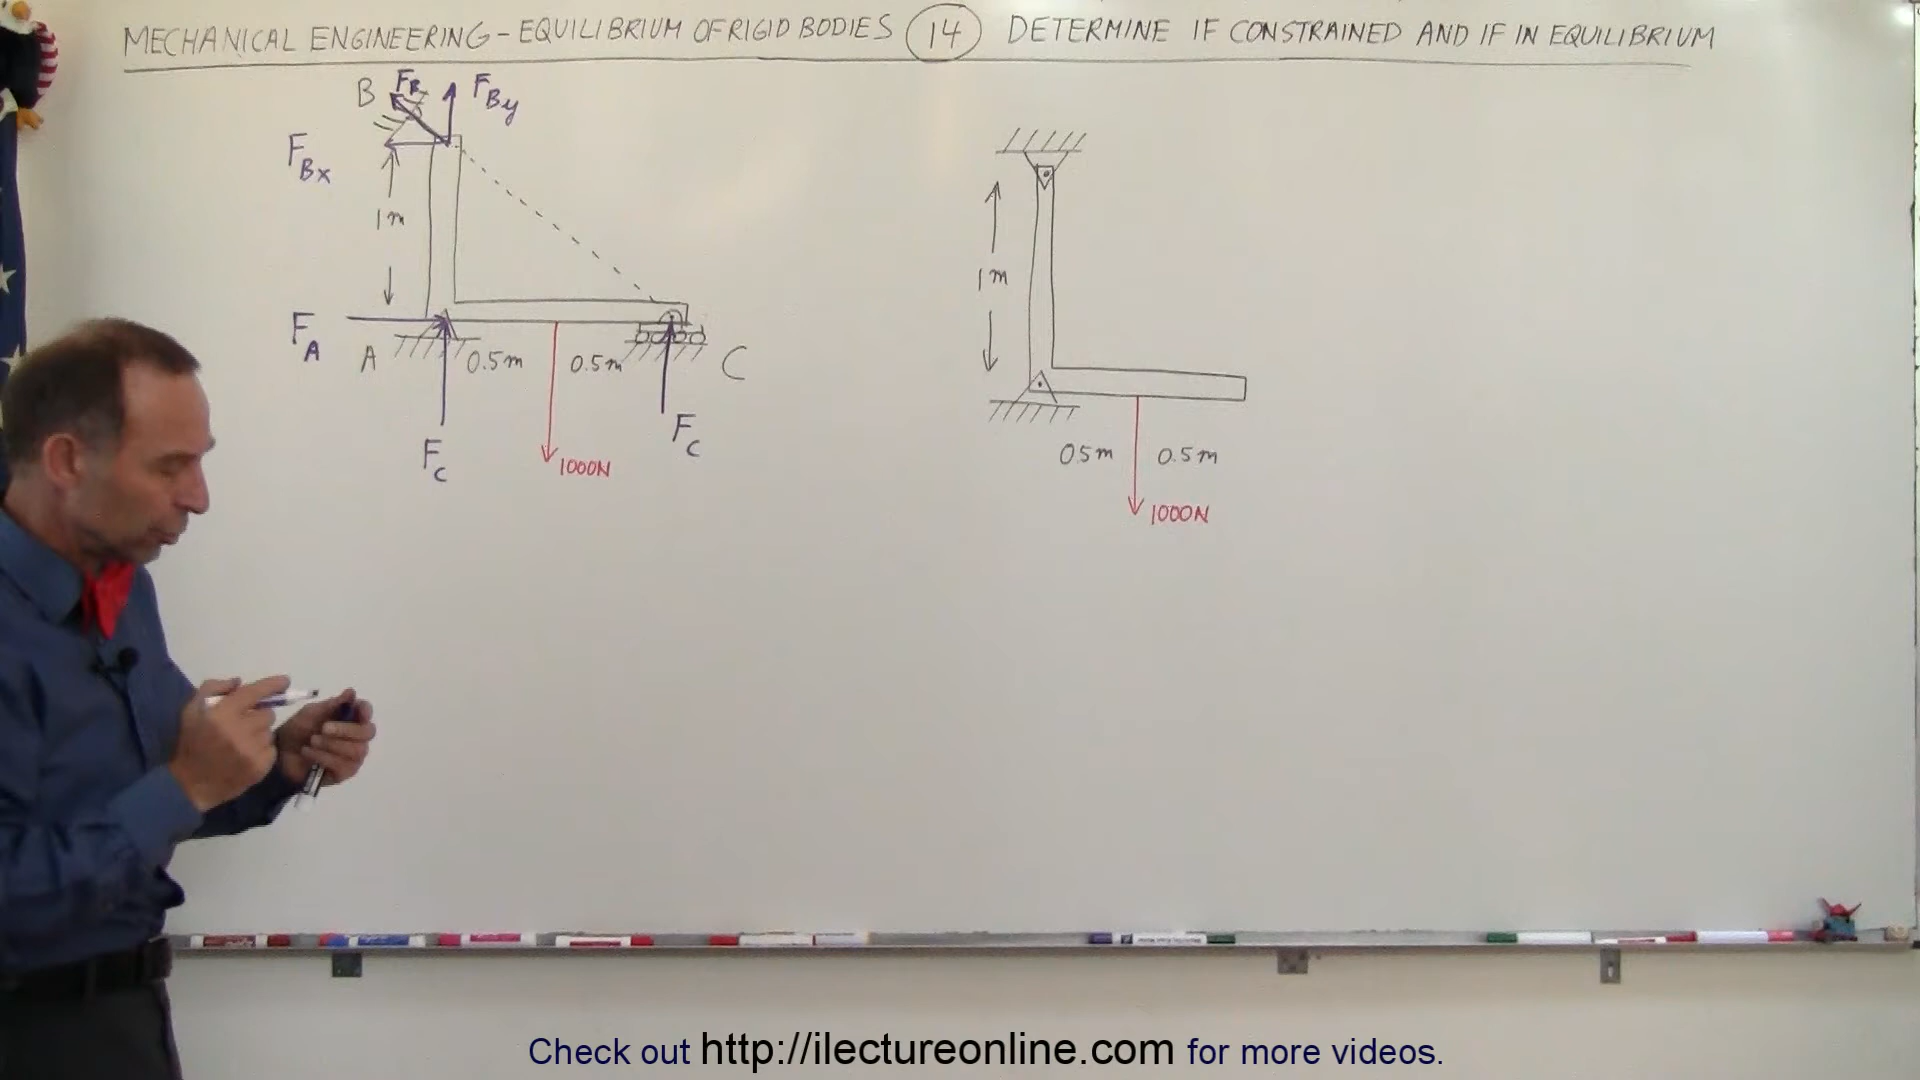 MECHANICAL ENGINEERING - EQUILIBRIUM OF RIGID BODIES 14 DETERMINE IF CONSTRAINED AND IF IN EQUILIBRIUM
B FB FBy
FBx
1m
FA A 0.5m 0.5m C
FC FC
1000N
1m
0.5m 0.5m
1000N
Check out http://ilectureonline.com for more videos.